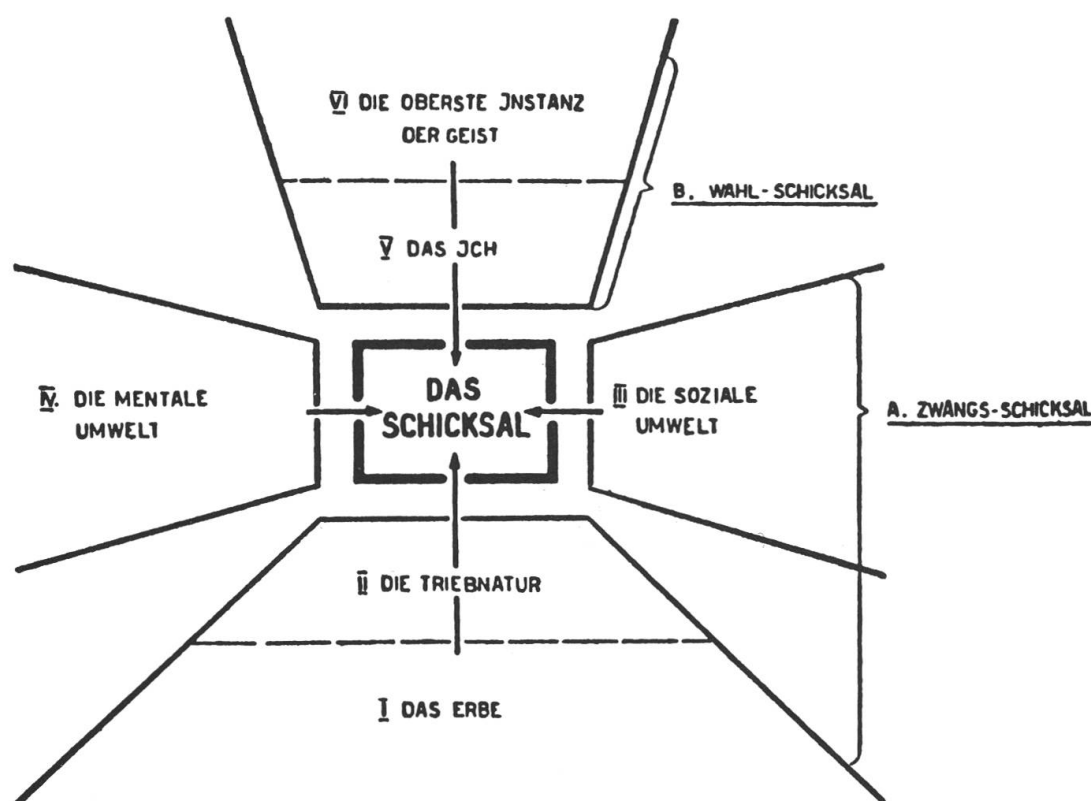 VI DIE OBERSTE JNSTANZ
DER GEIST
B. WAHL-SCHICKSAL
V DAS JCH
IV. DIE MENTALE
UMWELT
DAS
SCHICKSAL
III DIE SOZIALE
UMWELT
A. ZWANGS-SCHICKSAL
II DIE TRIEBNATUR
I DAS ERBE